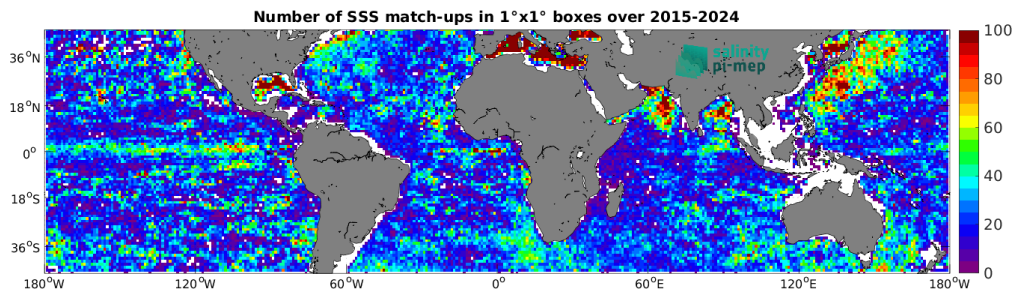 Number of SSS match-ups in 1°x1° boxes over 2015-2024
salinity
pi-mep
36°N
18°N
0°
18°S
36°S
180°W
120°W
60°W
0°
60°E
120°E
180°W
100
80
60
40
20
0